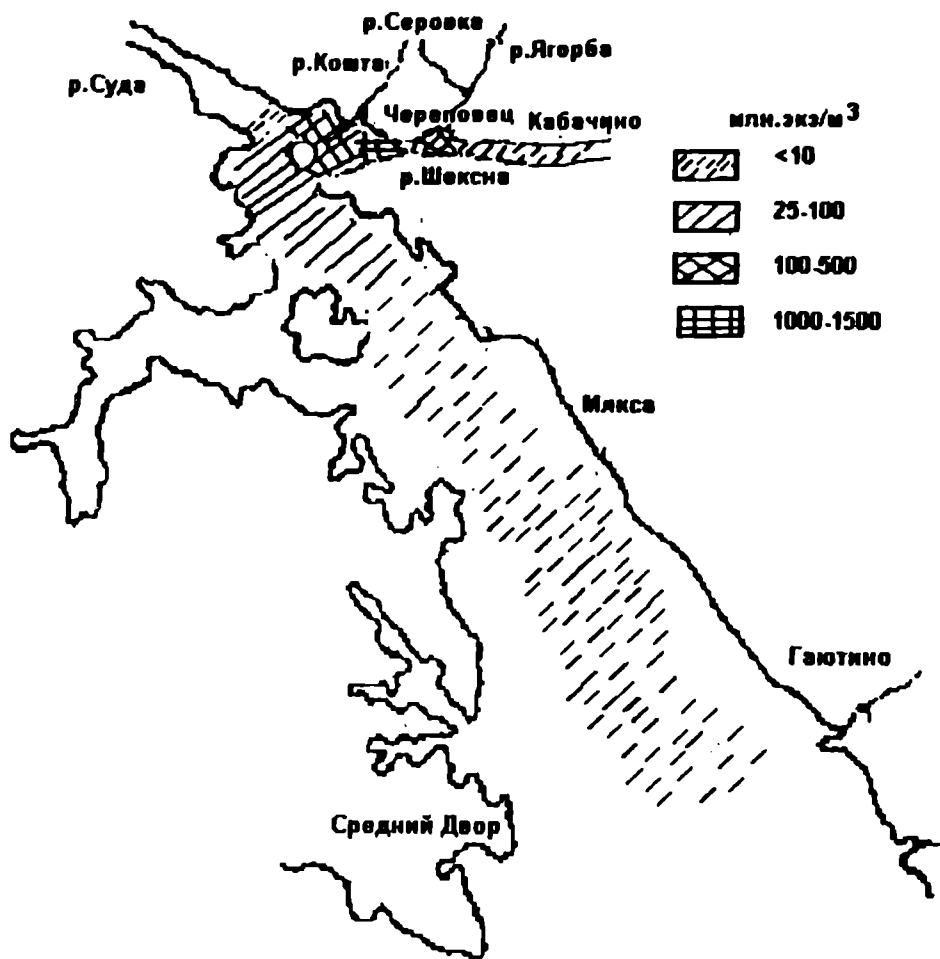 р.Серовка
р.Ягорба
р.Кошта
р.Суда
Череповец
Кабачино
р.Шексна
млн.экз/м³
<10
25-100
100-500
1000-1500
Мякса
Гаютино
Средний Двор